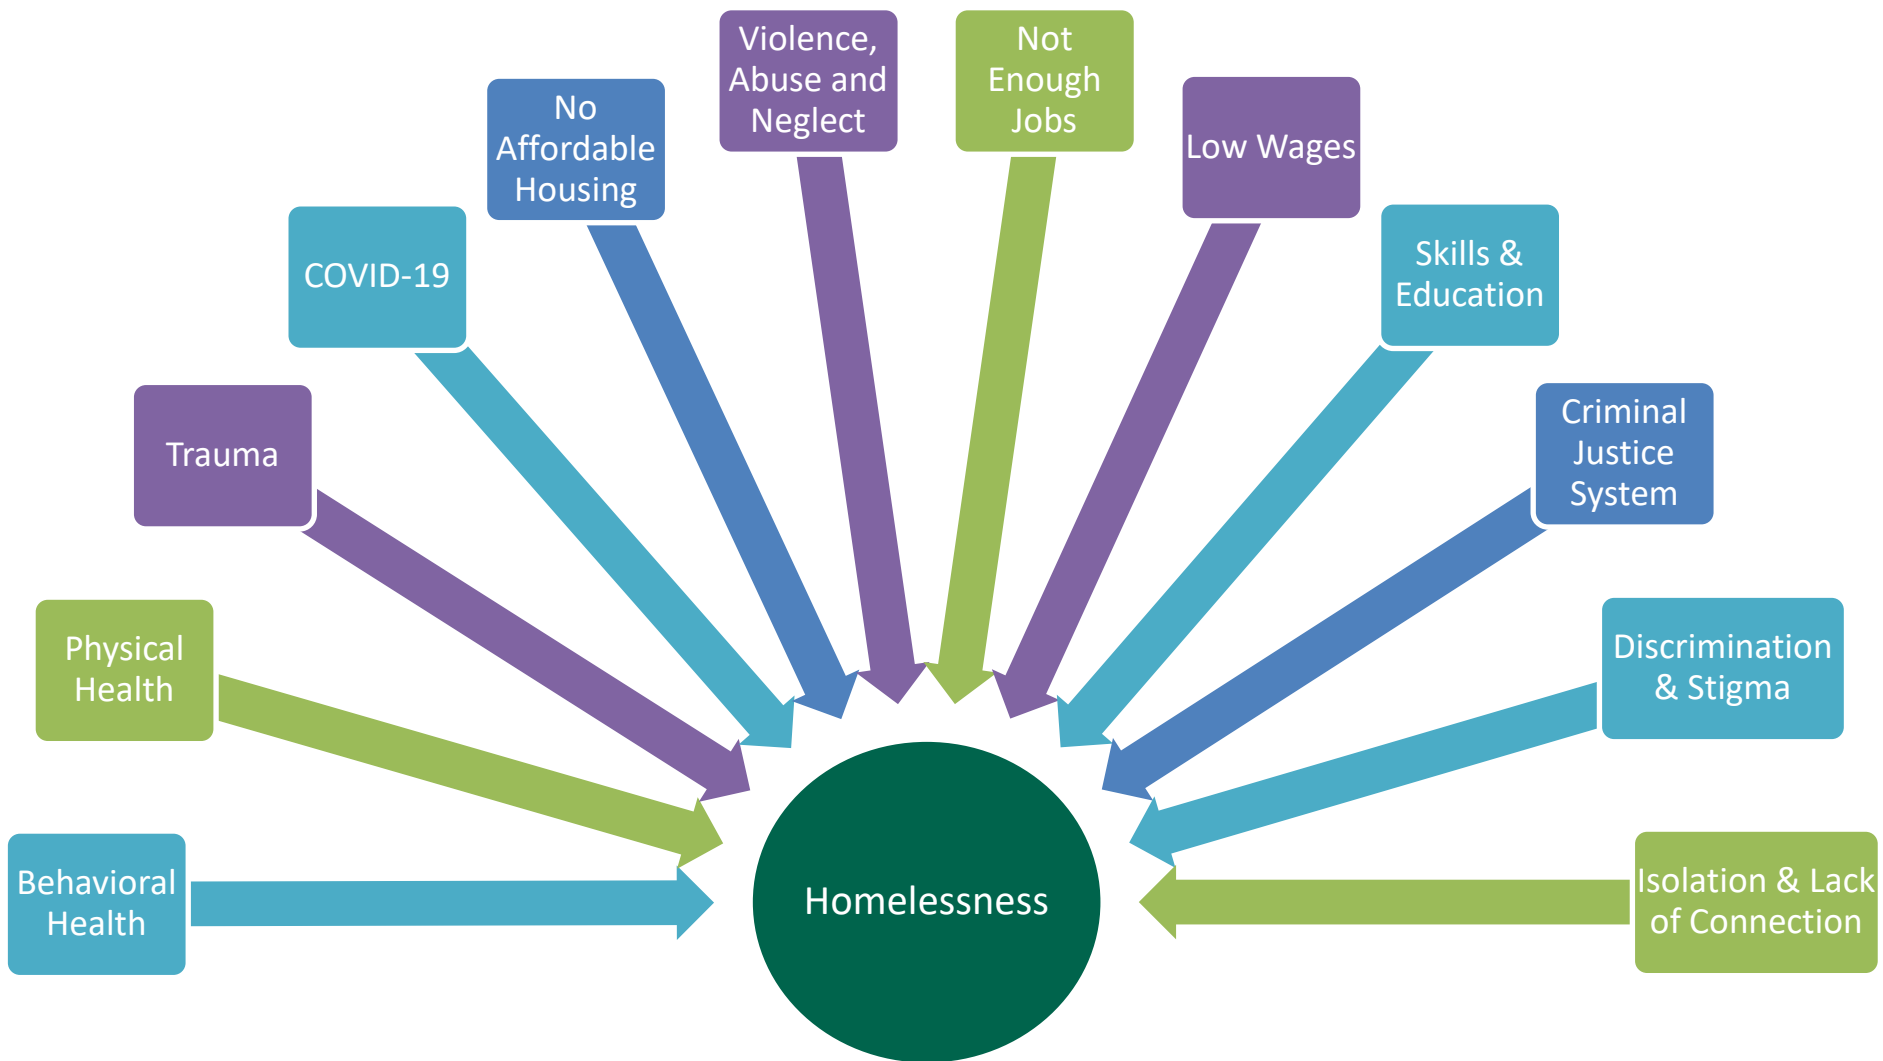 Violence,
Abuse and
Neglect
Not
Enough
Jobs
No
Affordable
Housing
Low Wages
COVID-19
Skills &
Education
Trauma
Criminal
Justice
System
Physical
Health
Discrimination
& Stigma
Behavioral
Health
Homelessness
Isolation & Lack
of Connection